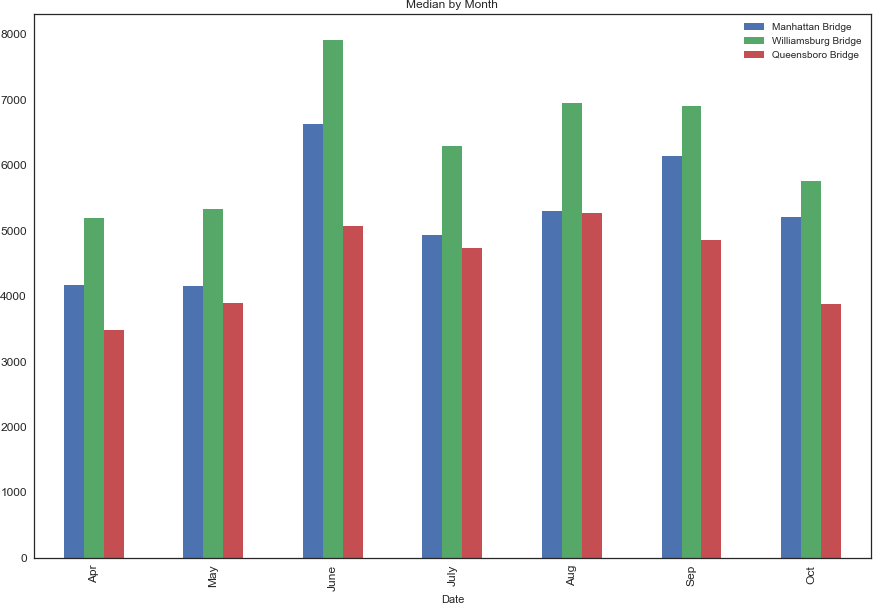 Median by Month
Manhattan Bridge
Williamsburg Bridge
Queensboro Bridge
8000
7000
6000
5000
4000
3000
2000
1000
0
Apr
May
June
July
Aug
Sep
Oct
Date